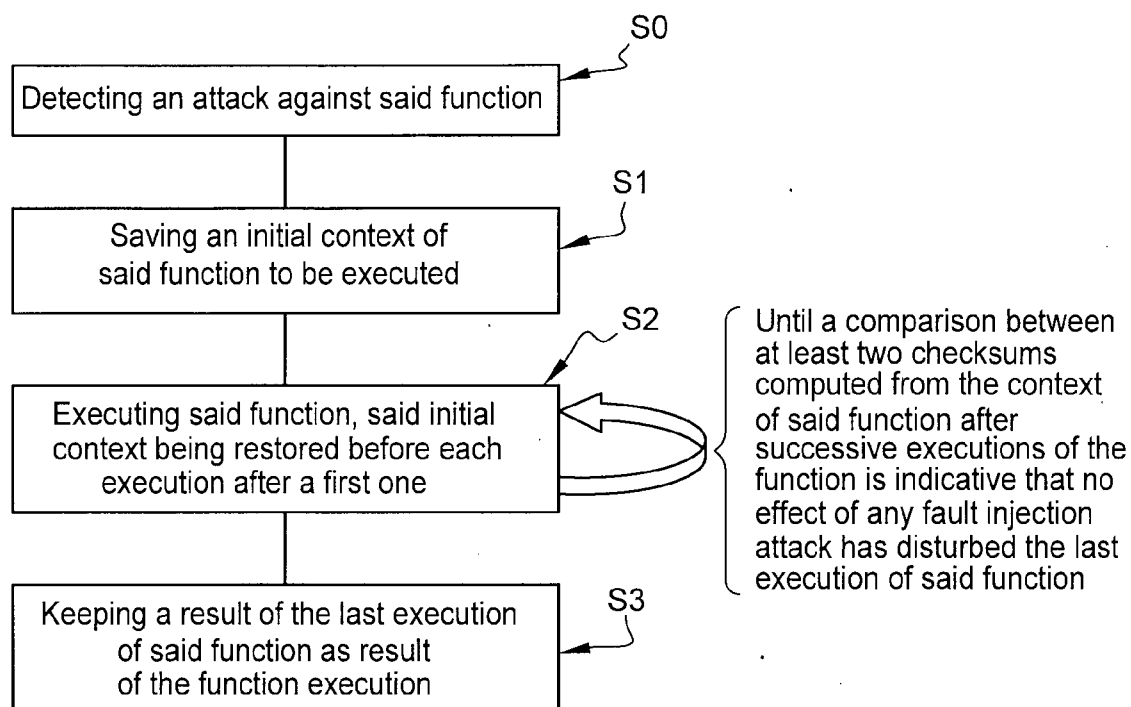 S0
Detecting an attack against said function
S1
Saving an initial context of
said function to be executed
S2
Executing said function, said initial
context being restored before each
execution after a first one
Until a comparison between
at least two checksums
computed from the context
of said function after
successive executions of the
function is indicative that no
effect of any fault injection
attack has disturbed the last
execution of said function
S3
Keeping a result of the last execution
of said function as result
of the function execution